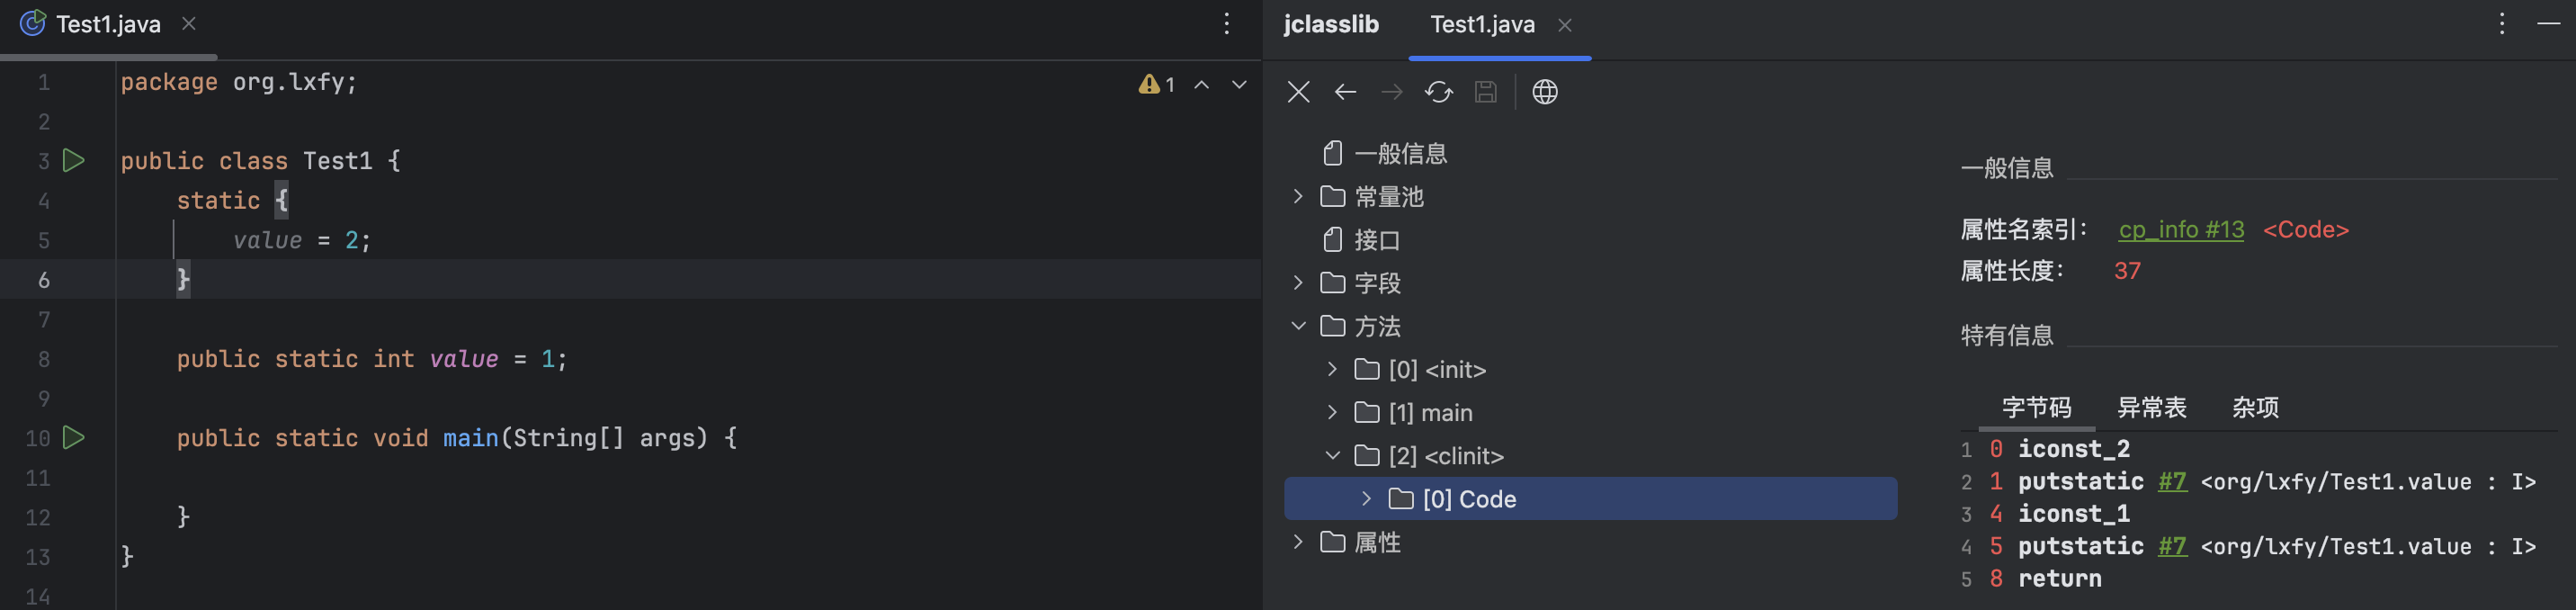 Test1.java
1 package org.lxfy;
2
3 public class Test1 {
4 static {
5 value = 2;
6 }
7
8 public static int value = 1;
9
10 public static void main(String[] args) {
11
12 }
13 }
14
1
jclasslib Test1.java
一般信息
常量池
接口
字段
方法
[0] <init>
[1] main
[2] <clinit>
[0] Code
属性
一般信息
属性名索引： cp_info #13 <Code>
属性长度： 37
特有信息
字节码 异常表 杂项
1 0 iconst_2
2 1 putstatic #7 <org/lxfy/Test1.value : I>
3 4 iconst_1
4 5 putstatic #7 <org/lxfy/Test1.value : I>
5 8 return